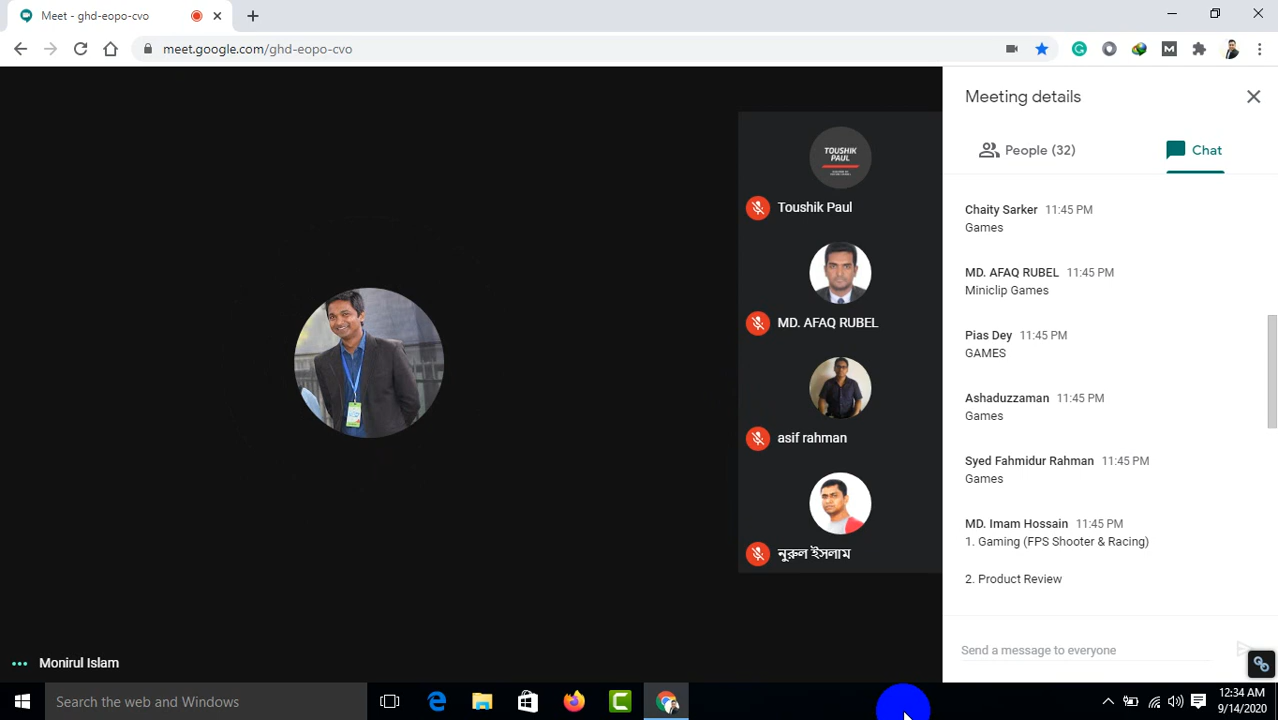 Meet - ghd-eopo-cvo
meet.google.com/ghd-eopo-cvo
Meeting details
People (32)
Chat
TOUSHIK
PAUL
Toushik Paul
MD. AFAQ RUBEL
asif rahman
নুরুল ইসলাম
Monirul Islam
Chaity Sarker 11:45 PM
Games
MD. AFAQ RUBEL 11:45 PM
Miniclip Games
Pias Dey 11:45 PM
GAMES
Ashaduzzaman 11:45 PM
Games
Syed Fahmidur Rahman 11:45 PM
Games
MD. Imam Hossain 11:45 PM
1. Gaming (FPS Shooter & Racing)
2. Product Review
Send a message to everyone
Search the web and Windows
12:34 AM
9/14/2020